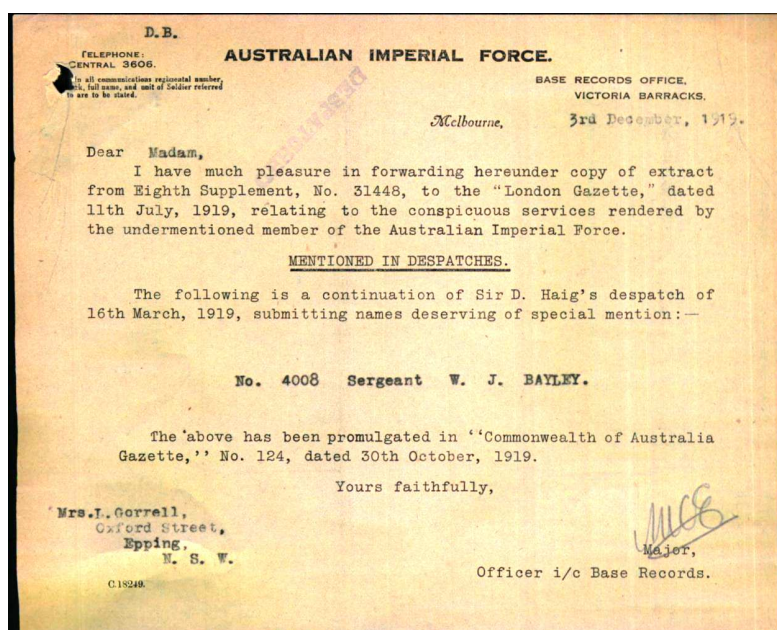 D.B.
TELEPHONE:
CENTRAL 3606.
In all communications regimental number,
full name, and unit of Soldier referred
to are to be stated.
AUSTRALIAN IMPERIAL FORCE.
BASE RECORDS OFFICE,
VICTORIA BARRACKS,
Melbourne, 3rd December, 1919.
Dear Madam,
I have much pleasure in forwarding hereunder copy of extract
from Eighth Supplement, No. 31448, to the "London Gazette," dated
11th July, 1919, relating to the conspicuous services rendered by
the undermentioned member of the Australian Imperial Force.
MENTIONED IN DESPATCHES.
The following is a continuation of Sir D. Haig's despatch of
16th March, 1919, submitting names deserving of special mention:—
No. 4008 Sergeant W. J. BAYLEY.
The above has been promulgated in ''Commonwealth of Australia
Gazette,'' No. 124, dated 30th October, 1919.
Yours faithfully,
Mrs.L.Gorrell,
Oxford Street,
Epping,
N. S. W.
Major,
Officer i/c Base Records.
C.18249.